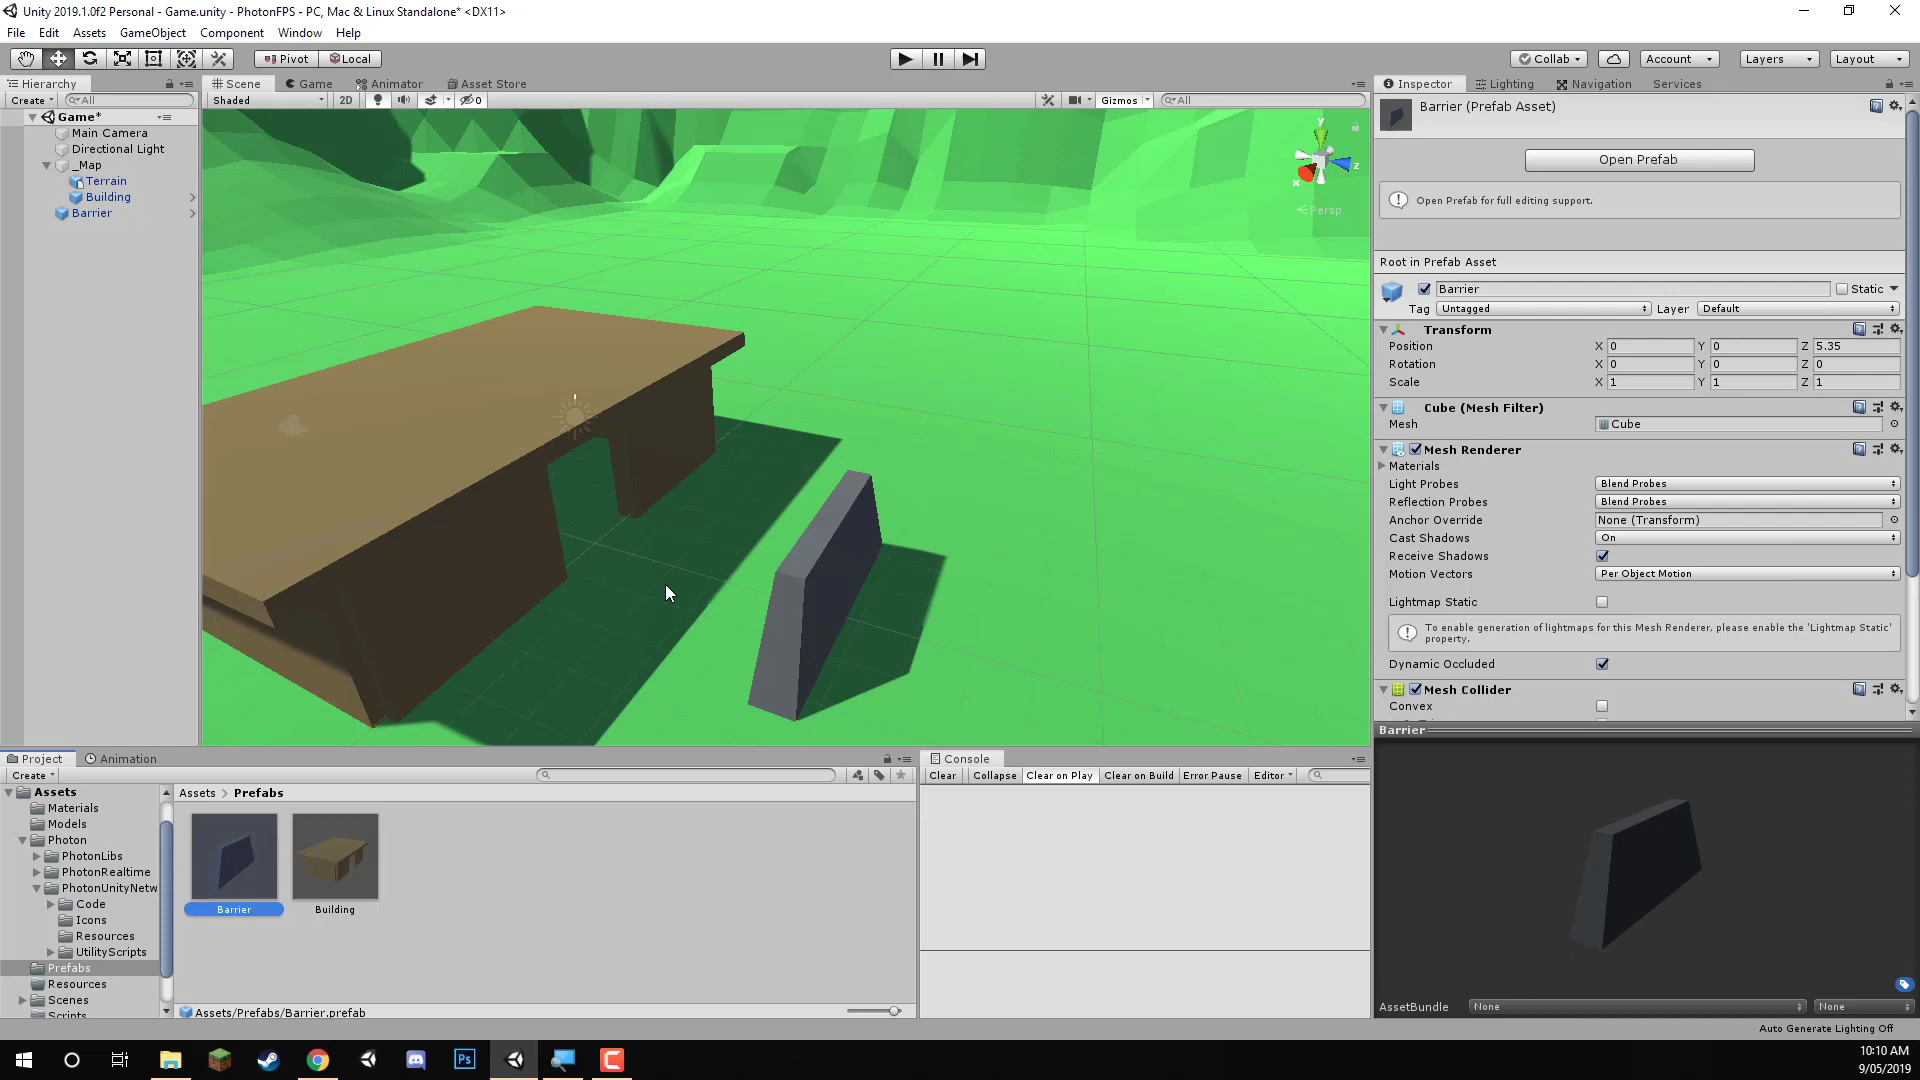 Unity 2019.1.0f2 Personal - Game.unity - PhotonFPS - PC, Mac & Linux Standalone* <DX11>
File Edit Assets GameObject Component Window Help
Pivot Local Collab Account Layers Layout
Hierarchy
Create All
Game*
Main Camera
Directional Light
_Map
Terrain
Building
Barrier
Scene Game Animator Asset Store
Shaded 2D 0 Gizmos All
y
z
x
Persp
Inspector Lighting Navigation Services
Barrier (Prefab Asset)
Open Prefab
Open Prefab for full editing support.
Root in Prefab Asset
Barrier Static
Tag Untagged Layer Default
Transform
Position X 0 Y 0 Z 5.35
Rotation X 0 Y 0 Z 0
Scale X 1 Y 1 Z 1
Cube (Mesh Filter)
Mesh Cube
Mesh Renderer
Materials
Light Probes Blend Probes
Reflection Probes Blend Probes
Anchor Override None (Transform)
Cast Shadows On
Receive Shadows
Motion Vectors Per Object Motion
Lightmap Static
To enable generation of lightmaps for this Mesh Renderer, please enable the 'Lightmap Static'
property.
Dynamic Occluded
Mesh Collider
Convex
Barrier
AssetBundle None None
Auto Generate Lighting Off
Project Animation
Create
Assets
Materials
Models
Photon
PhotonLibs
PhotonRealtime
PhotonUnityNetw
Code
Icons
Resources
UtilityScripts
Prefabs
Resources
Scenes
Scripts
Assets > Prefabs
Barrier Building
Assets/Prefabs/Barrier.prefab
Console
Clear Collapse Clear on Play Clear on Build Error Pause Editor
Ps
10:10 AM
9/05/2019